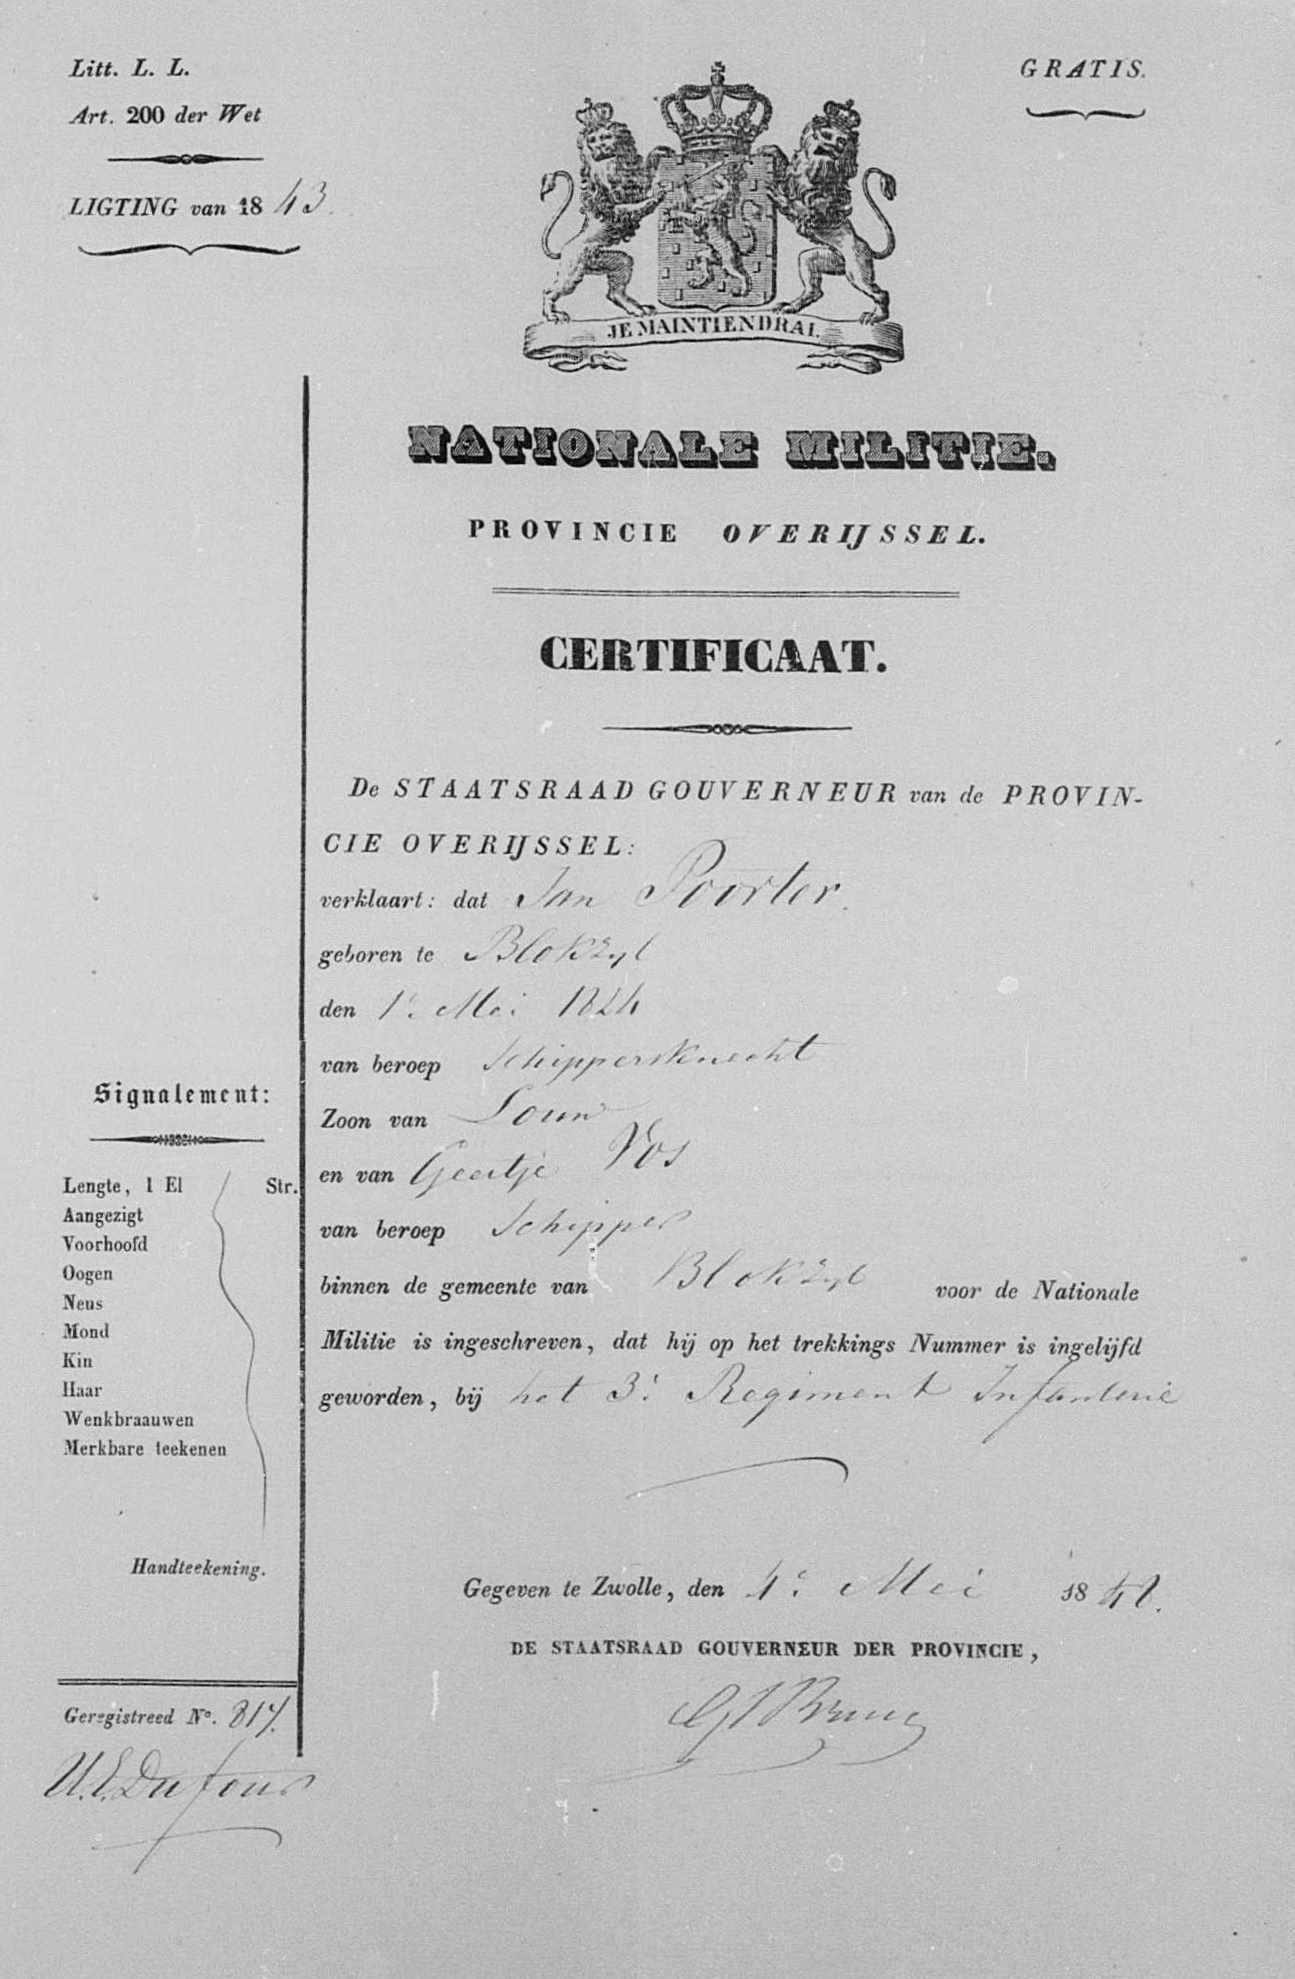 Litt. L. L.
Art. 200 der Wet
LIGTING van 1843.
GRATIS.
JE MAINTIENDRAI.
NATIONALE MILITIE.
PROVINCIE OVERIJSSEL.
CERTIFICAAT.
De STAATSRAAD GOUVERNEUR van de PROVIN-
CIE OVERIJSSEL:
verklaart: dat Jan Poorter.
geboren te Blokzyl
den 1e Mei 1824
van beroep Schippersknecht
Zoon van Louw
en van Geertje Vos
van beroep Schipper
binnen de gemeente van Blokzyl voor de Nationale
Militie is ingeschreven, dat hij op het trekkings Nummer is ingelijfd
geworden, bij het 3e Regiment Infanterie
Signalement:
Lengte, 1 El Str.
Aangezigt
Voorhoofd
Oogen
Neus
Mond
Kin
Haar
Wenkbraauwen
Merkbare teekenen
Handteekening.
Gegeven te Zwolle, den 4e Mei 1848.
DE STAATSRAAD GOUVERNEUR DER PROVINCIE,
Geregistreed No. 817.